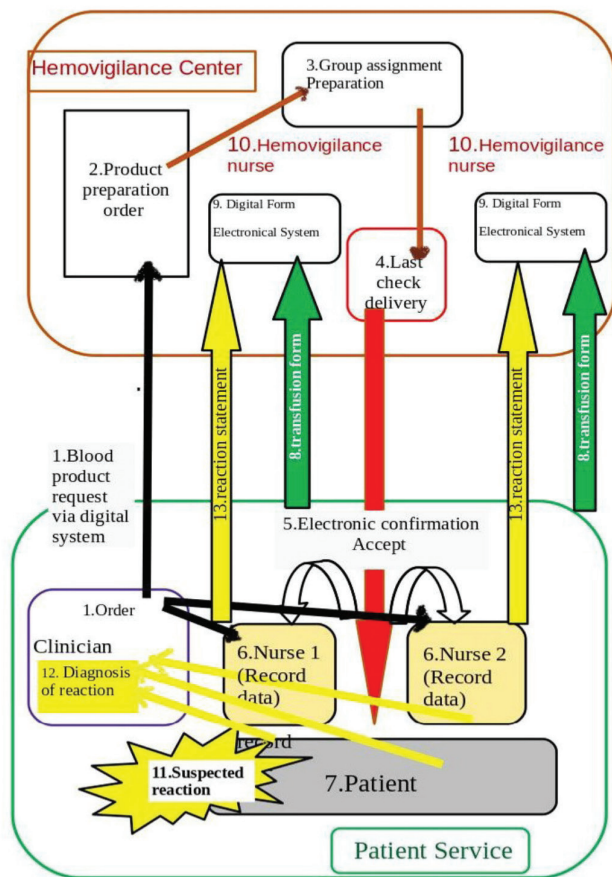 Hemovigilance Center
3.Group assignment
Preparation
2.Product
preparation
order
10.Hemovigilance
nurse
10.Hemovigilance
nurse
9. Digital Form
Electronical System
9. Digital Form
Electronical System
4.Last
check
delivery
13.reaction statement
8.transfusion form
13.reaction statement
8.transfusion form
1.Blood
product
request
via digital
system
5.Electronic confirmation
Accept
1.Order
Clinician
12. Diagnosis
of reaction
6.Nurse 1
(Record
data)
record
6.Nurse 2
(Record
data)
11.Suspected
reaction
7.Patient
Patient Service